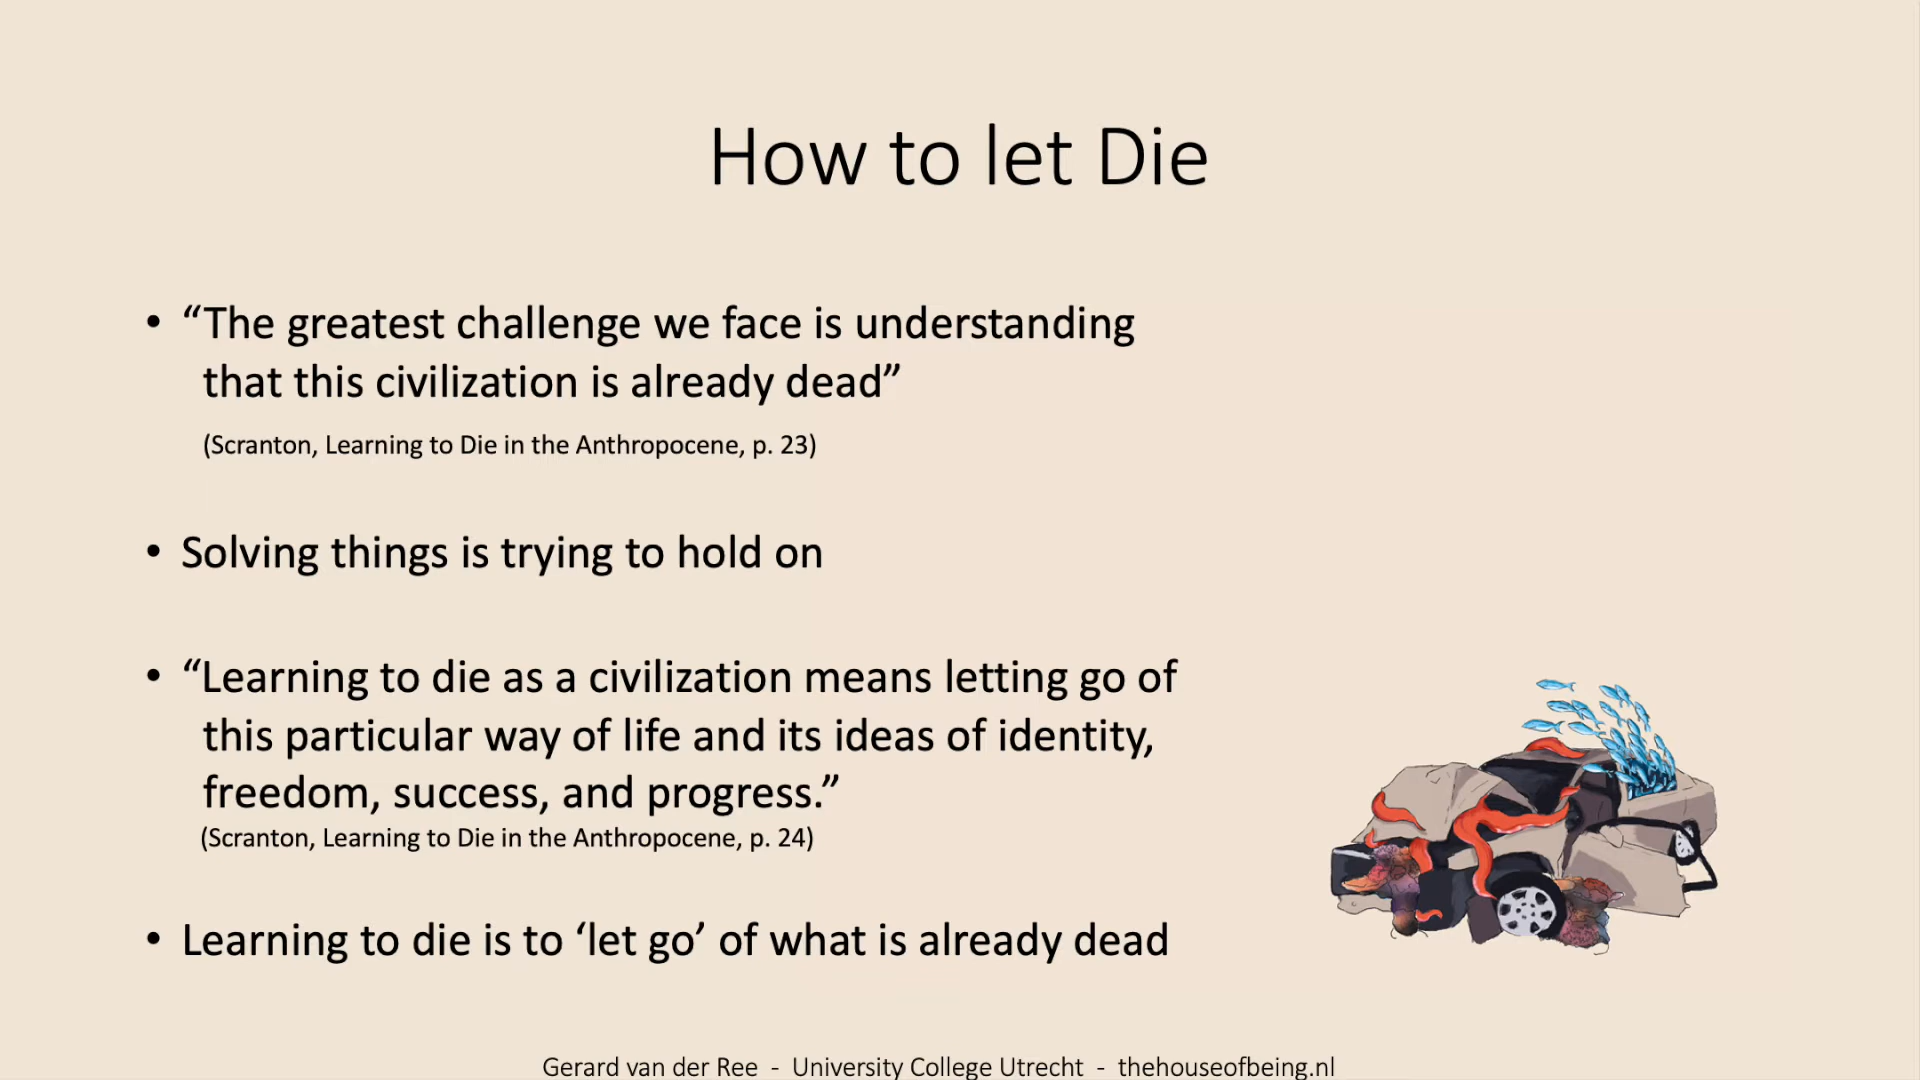 How to let Die
• “The greatest challenge we face is understanding
that this civilization is already dead”
(Scranton, Learning to Die in the Anthropocene, p. 23)
• Solving things is trying to hold on
• “Learning to die as a civilization means letting go of
this particular way of life and its ideas of identity,
freedom, success, and progress.”
(Scranton, Learning to Die in the Anthropocene, p. 24)
• Learning to die is to ‘let go’ of what is already dead
Gerard van der Ree - University College Utrecht - thehouseofbeing.nl